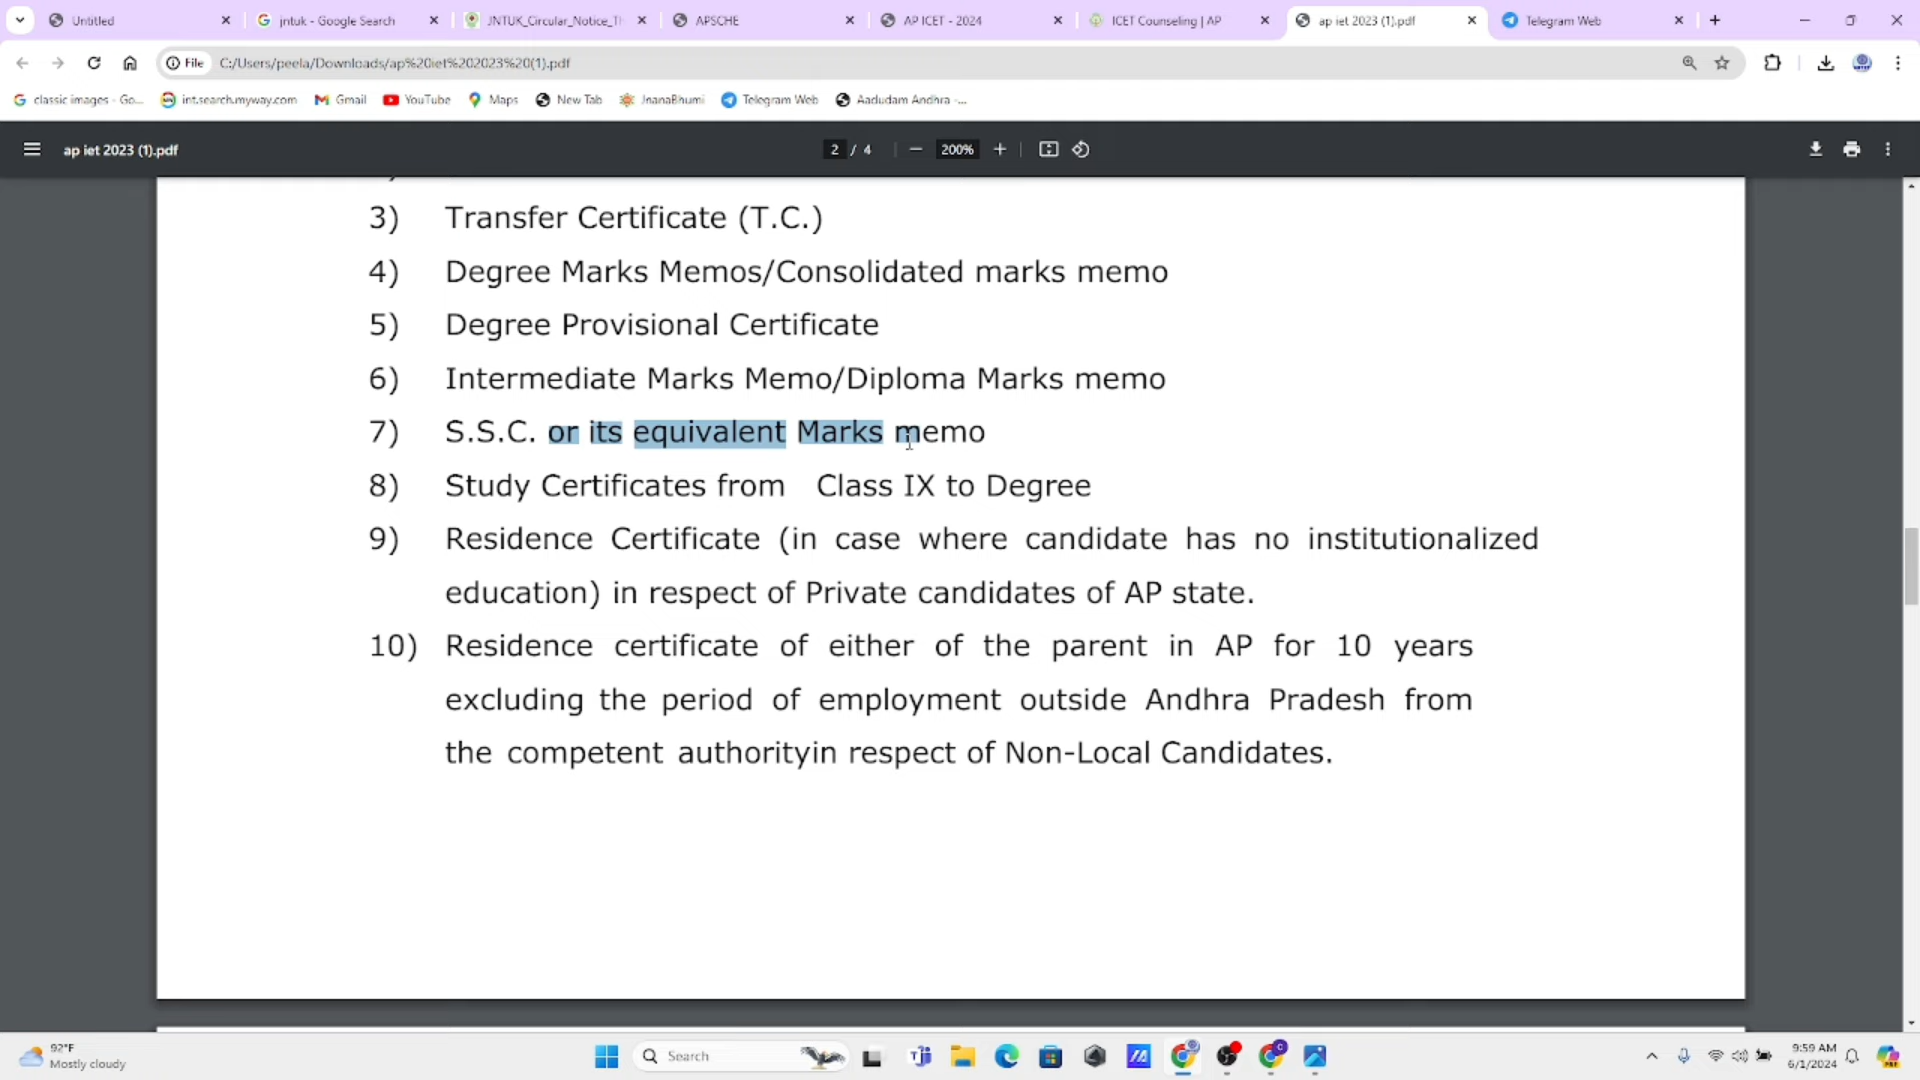 Untitled
jntuk - Google Search
JNTUK_Circular_Notice_Th
APSCHE
AP ICET - 2024
ICET Counseling | AP
ap iet 2023 (1).pdf
Telegram Web
File
C:/Users/peela/Downloads/ap%20iet%202023%20(1).pdf
classic images - Go...
int.search.myway.com
Gmail
YouTube
Maps
New Tab
JnanaBhumi
Telegram Web
Aadudam Andhra -...
ap iet 2023 (1).pdf
2 / 4
200%
3) Transfer Certificate (T.C.)
4) Degree Marks Memos/Consolidated marks memo
5) Degree Provisional Certificate
6) Intermediate Marks Memo/Diploma Marks memo
7) S.S.C. or its equivalent Marks memo
8) Study Certificates from Class IX to Degree
9) Residence Certificate (in case where candidate has no institutionalized
education) in respect of Private candidates of AP state.
10) Residence certificate of either of the parent in AP for 10 years
excluding the period of employment outside Andhra Pradesh from
the competent authorityin respect of Non-Local Candidates.
92°F
Mostly cloudy
Search
9:59 AM
6/1/2024